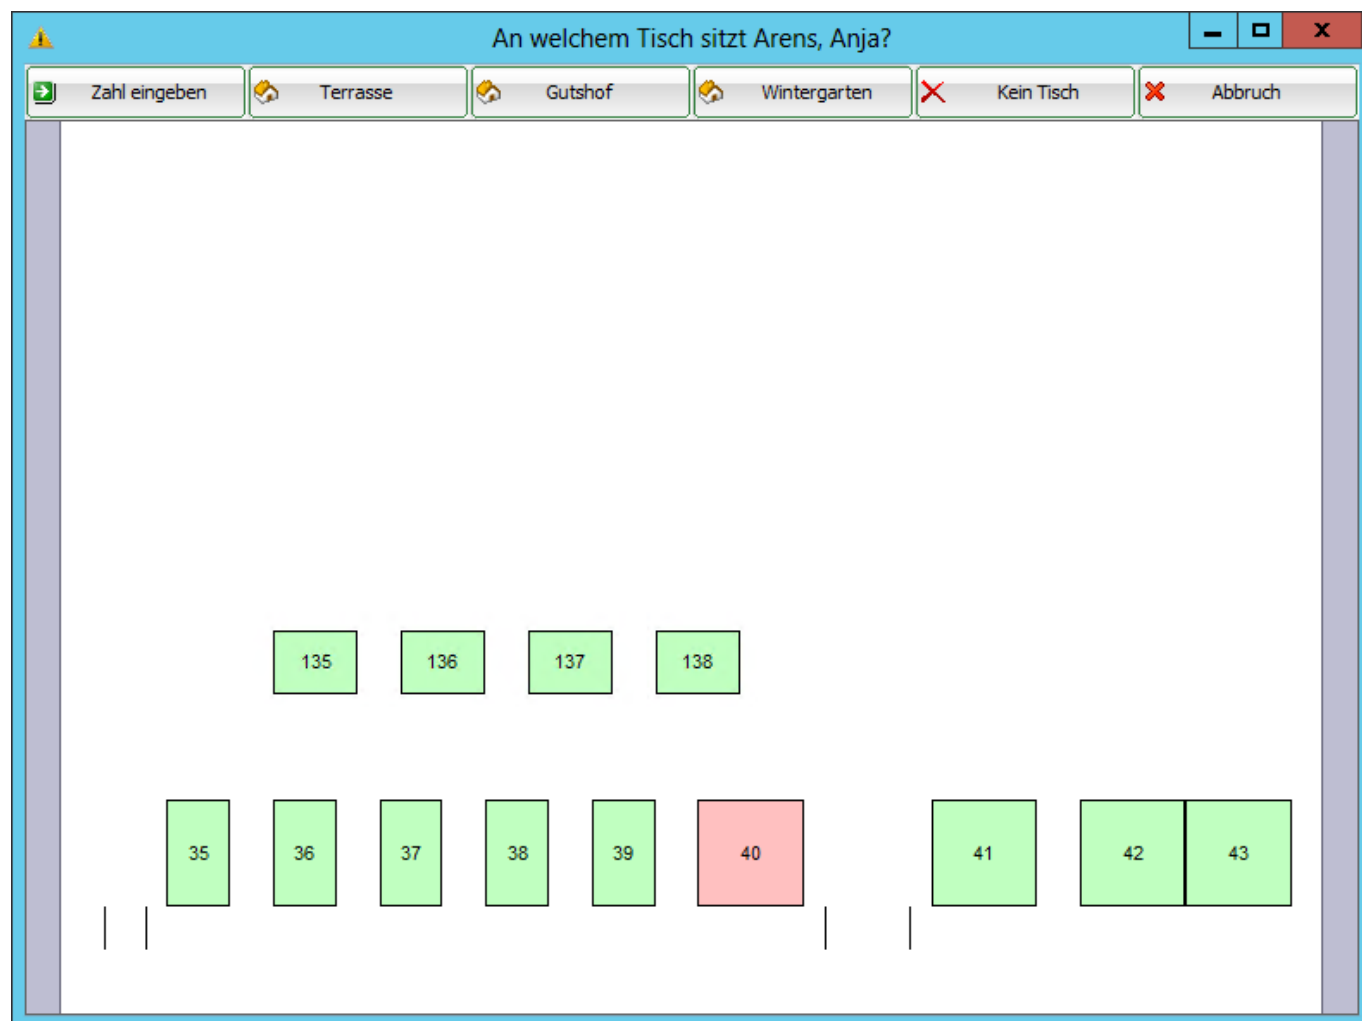 An welchem Tisch sitzt Arens, Anja?
Zahl eingeben Terrasse Gutshof Wintergarten Kein Tisch Abbruch
135 136 137 138
35 36 37 38 39 40 41 42 43